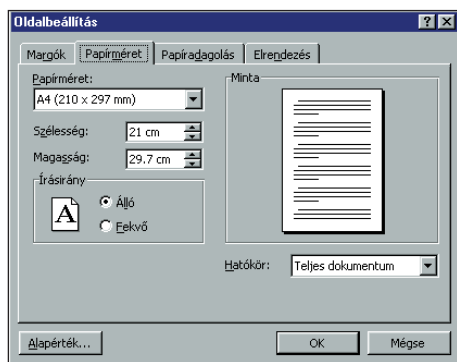 Oldalbeállítás
Margók Papírméret Papíradagolás Elrendezés
Papírméret:
A4 (210 x 297 mm)
Szélesség: 21 cm
Magasság: 29.7 cm
Írásirány
A
Álló
Fekvő
Minta
Hatókör: Teljes dokumentum
Alapérték... OK Mégse